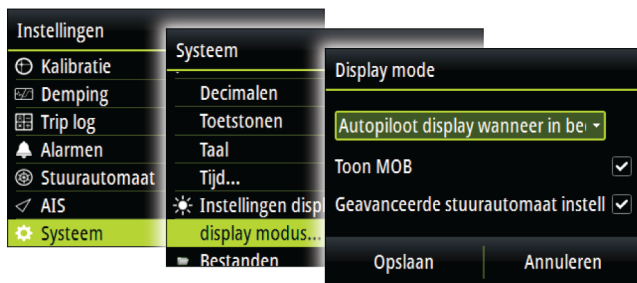 Instellingen
Kalibratie
Demping
Trip log
Alarmen
Stuurautomaat
AIS
Systeem
Systeem
Decimalen
Toetstonen
Taal
Tijd...
Instellingen displ
display modus...
Bestanden
Display mode
Autopiloot display wanneer in be
Toon MOB
Geavanceerde stuurautomaat instell
Opslaan
Annuleren